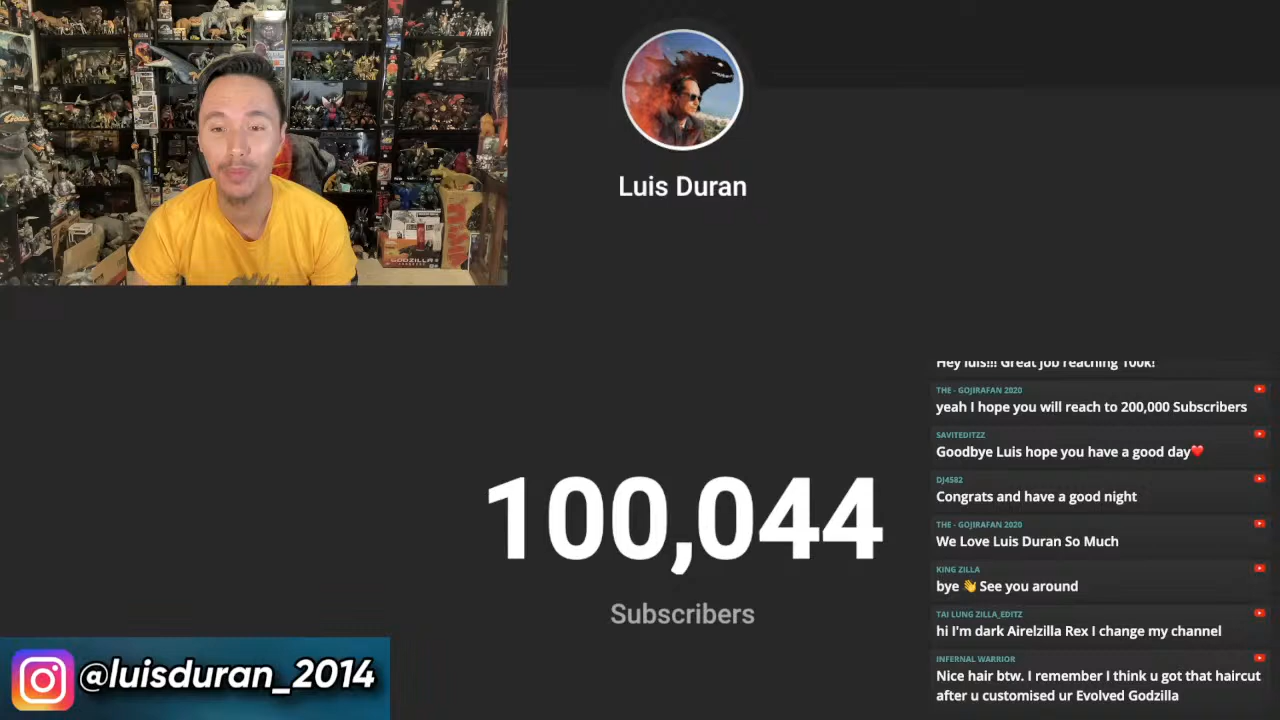 Luis Duran
Hey luis!!! Great job reaching 100K!
THE - GOJIRAFAN 2020
yeah I hope you will reach to 200,000 Subscribers
SAVITEDITZZ
Goodbye Luis hope you have a good day❤️
DJ4582
Congrats and have a good night
THE - GOJIRAFAN 2020
We Love Luis Duran So Much
KING ZILLA
bye 👋 See you around
TAI LUNG ZILLA_EDITZ
hi I'm dark Airelzilla Rex I change my channel
INFERNAL WARRIOR
Nice hair btw. I remember I think u got that haircut
after u customised ur Evolved Godzilla
100,044
Subscribers
@luisduran_2014
GODZILLA